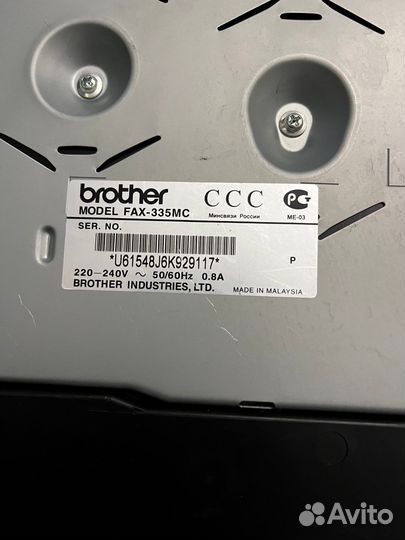 brother
CCC
MODEL FAX-335MC
Минсвязи России
ME-03
SER. NO.
*U61548J6K929117*
P
220-240V ~ 50/60Hz 0.8A
BROTHER INDUSTRIES, LTD.
MADE IN MALAYSIA
Avito